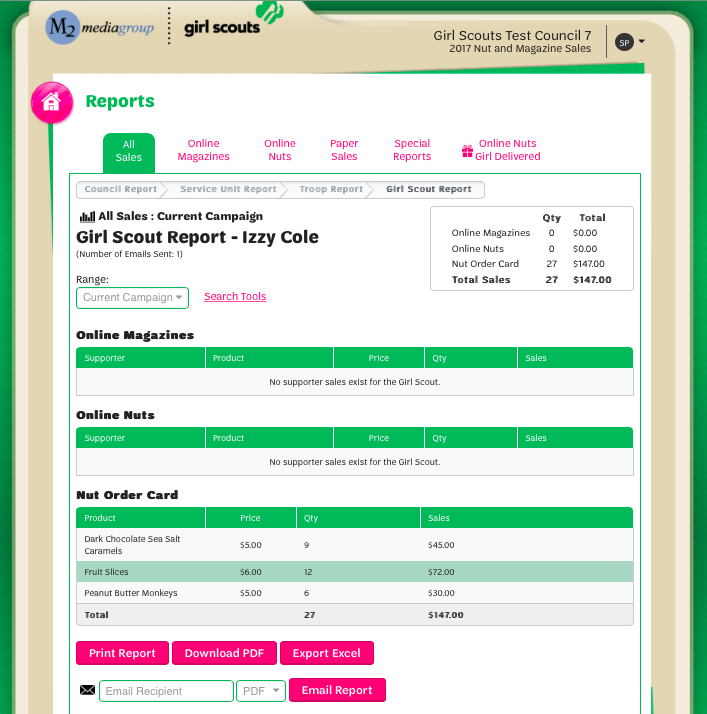 M2 mediagroup
girl scouts
Girl Scouts Test Council 7
2017 Nut and Magazine Sales
SP
Reports
All Sales
Online Magazines
Online Nuts
Paper Sales
Special Reports
Online Nuts Girl Delivered
Council Report Service Unit Report Troop Report Girl Scout Report
All Sales : Current Campaign
Girl Scout Report - Izzy Cole
(Number of Emails Sent: 1)
Qty Total
Online Magazines 0 $0.00
Online Nuts 0 $0.00
Nut Order Card 27 $147.00
Total Sales 27 $147.00
Range:
Current Campaign Search Tools
Online Magazines
Supporter Product Price Qty Sales
No supporter sales exist for the Girl Scout.
Online Nuts
Supporter Product Price Qty Sales
No supporter sales exist for the Girl Scout.
Nut Order Card
Product Price Qty Sales
Dark Chocolate Sea Salt
Caramels $5.00 9 $45.00
Fruit Slices $6.00 12 $72.00
Peanut Butter Monkeys $5.00 6 $30.00
Total 27 $147.00
Print Report Download PDF Export Excel
Email Recipient PDF Email Report